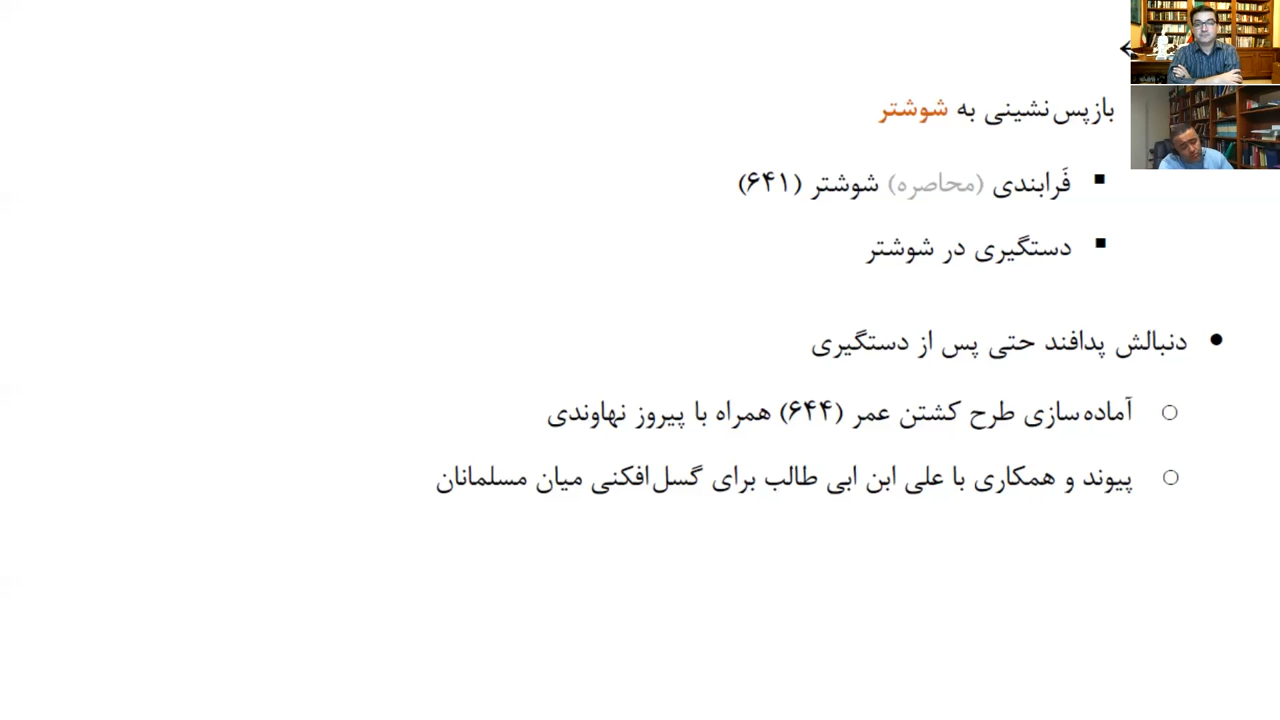 بازپس‌نشینی به شوشتر
▪ فَرابندی (محاصره) شوشتر (۶۴۱)
▪ دستگیری در شوشتر
• دنبالش پدافند حتی پس از دستگیری
○ آماده‌سازی طرح کشتن عمر (۶۴۴) همراه با پیروز نهاوندی
○ پیوند و همکاری با علی ابن ابی طالب برای گسل‌افکنی میان مسلمانان